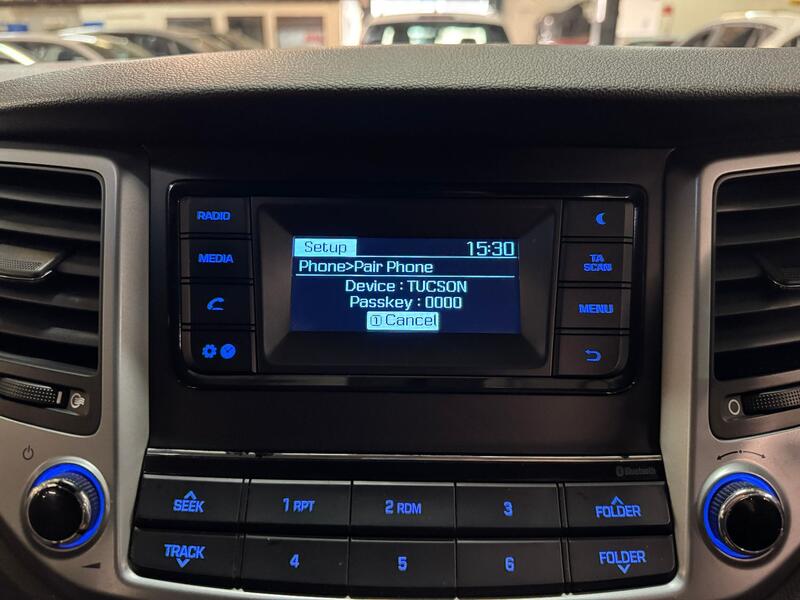 RADIO
MEDIA
Setup 15:30
Phone>Pair Phone
Device : TUCSON
Passkey : 0000
① Cancel
TA
SCAN
MENU
Bluetooth
SEEK
1 RPT
2 RDM
3
FOLDER
TRACK
4
5
6
FOLDER